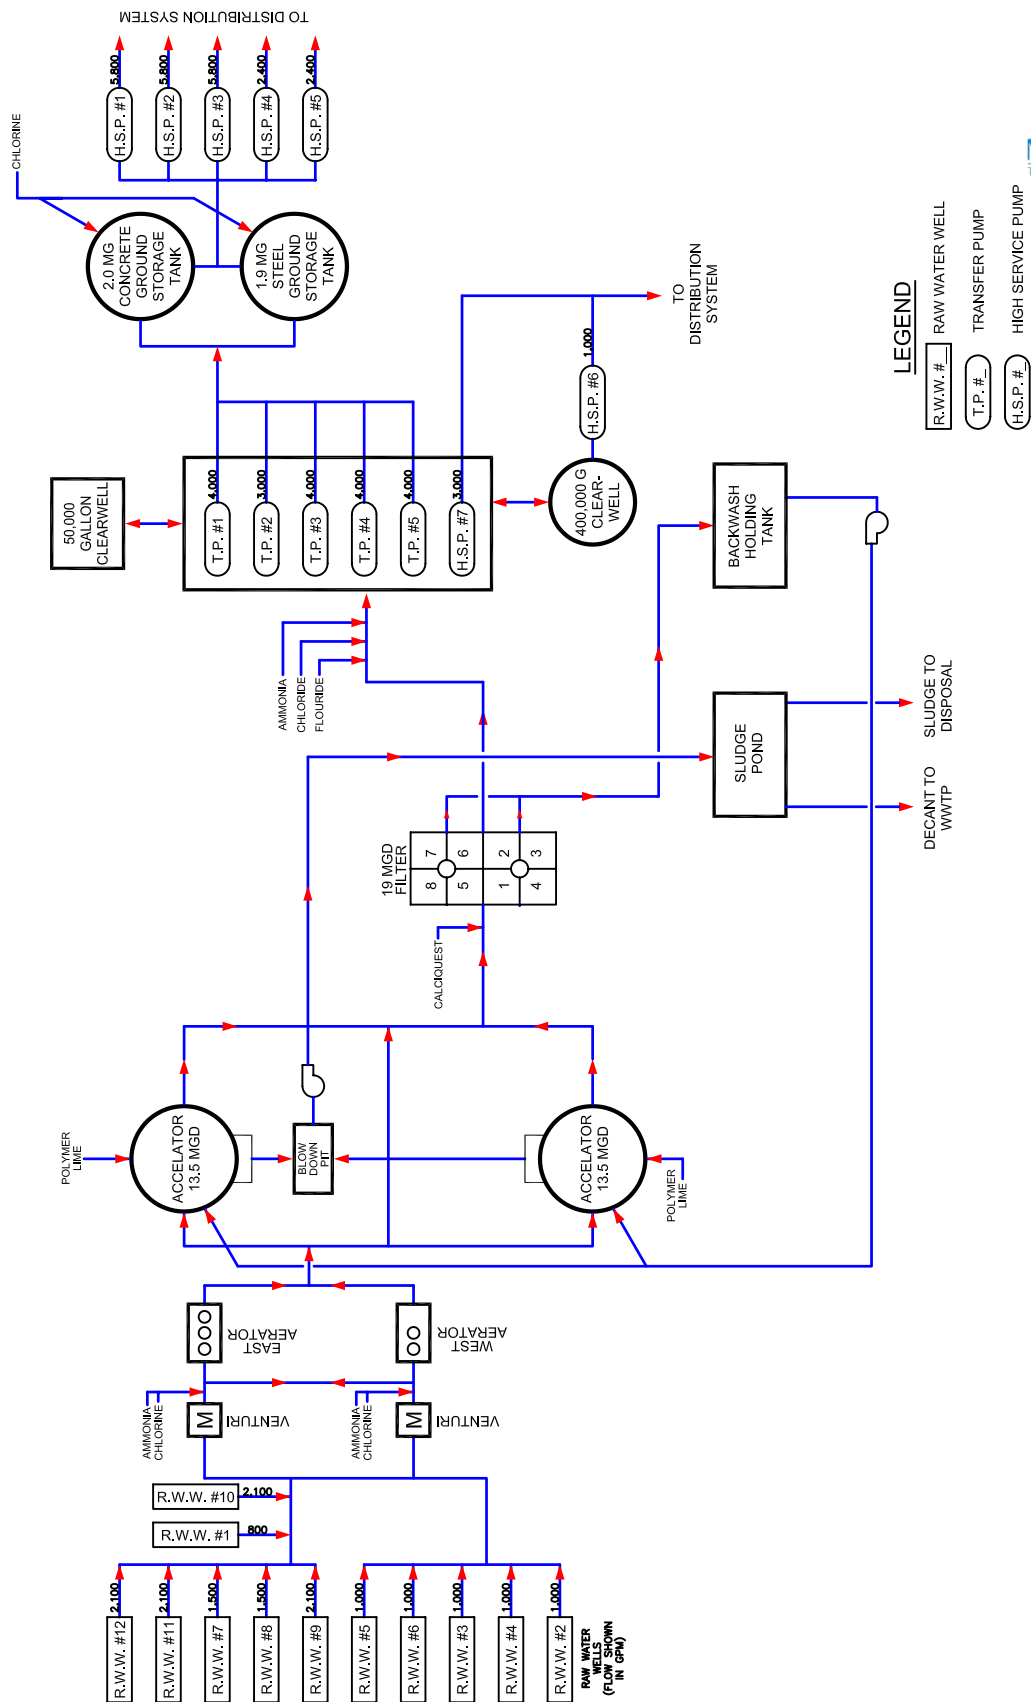 TO DISTRIBUTION SYSTEM
5,800
5,800
5,800
2,400
2,400
H.S.P. #1
H.S.P. #2
H.S.P. #3
H.S.P. #4
H.S.P. #5
CHLORINE
2.0 MG
CONCRETE
GROUND
STORAGE
TANK
1.9 MG
STEEL
GROUND
STORAGE
TANK
TO
DISTRIBUTION
SYSTEM
1,000
H.S.P. #6
400,000 G
CLEAR-
WELL
50,000
GALLON
CLEARWELL
4,000
3,000
4,000
4,000
4,000
3,000
T.P. #1
T.P. #2
T.P. #3
T.P. #4
T.P. #5
H.S.P. #7
LEGEND
R.W.W. #__
RAW WATER WELL
T.P. #_
TRANSFER PUMP
H.S.P. #_
HIGH SERVICE PUMP
BACKWASH
HOLDING
TANK
AMMONIA
CHLORIDE
FLOURIDE
SLUDGE
POND
SLUDGE TO
DISPOSAL
DECANT TO
WWTP
19 MGD
FILTER
8
7
5
6
1
2
4
3
CALCIQUEST
POLYMER
LIME
ACCELATOR
13.5 MGD
BLOW
DOWN
PIT
ACCELATOR
13.5 MGD
POLYMER
LIME
EAST
AERATOR
WEST
AERATOR
AMMONIA
CHLORINE
M
VENTURI
AMMONIA
CHLORINE
M
VENTURI
R.W.W. #10
2,100
R.W.W. #1
800
R.W.W. #12
2,100
R.W.W. #11
2,100
R.W.W. #7
1,500
R.W.W. #8
1,500
R.W.W. #9
2,100
R.W.W. #5
1,000
R.W.W. #6
1,000
R.W.W. #3
1,000
R.W.W. #4
1,000
R.W.W. #2
1,000
RAW WATER
WELLS
(FLOW SHOWN
IN GPM)